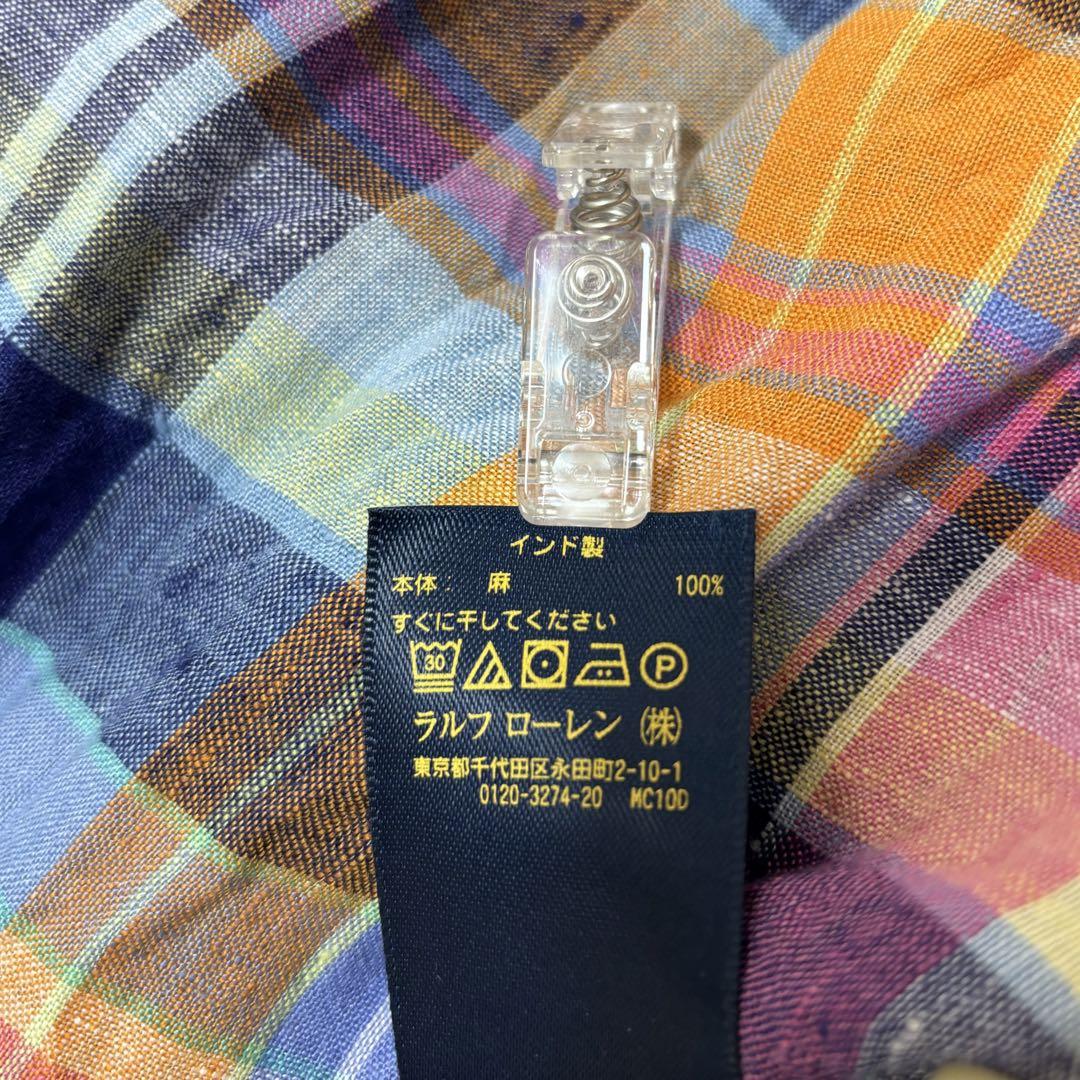 インド製
本体: 麻 100%
すぐに干してください
30 P
ラルフ ローレン (株)
東京都千代田区永田町2-10-1
0120-3274-20 MC10D